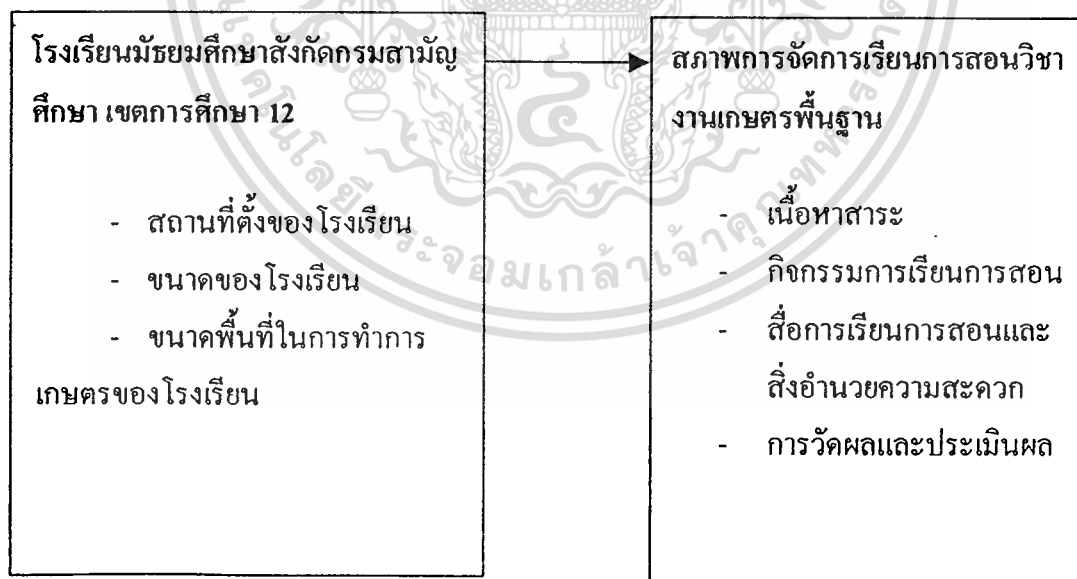 โรงเรียนมัธยมศึกษาสังกัดกรมสามัญ
ศึกษา เขตการศึกษา 12
- สถานที่ตั้งของโรงเรียน
- ขนาดของโรงเรียน
- ขนาดพื้นที่ในการทำการ
เกษตรของโรงเรียน
สภาพการจัดการเรียนการสอนวิชา
งานเกษตรพื้นฐาน
- เนื้อหาสาระ
- กิจกรรมการเรียนการสอน
- สื่อการเรียนการสอนและ
สิ่งอำนวยความสะดวก
- การวัดผลและประเมินผล